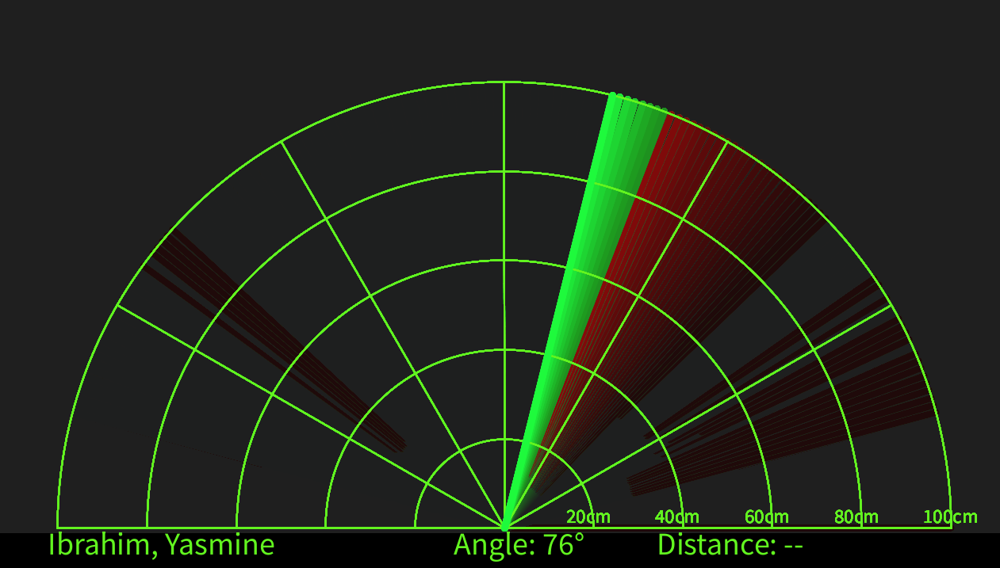 20cm 40cm 60cm 80cm 100cm
Ibrahim, Yasmine Angle: 76° Distance: --